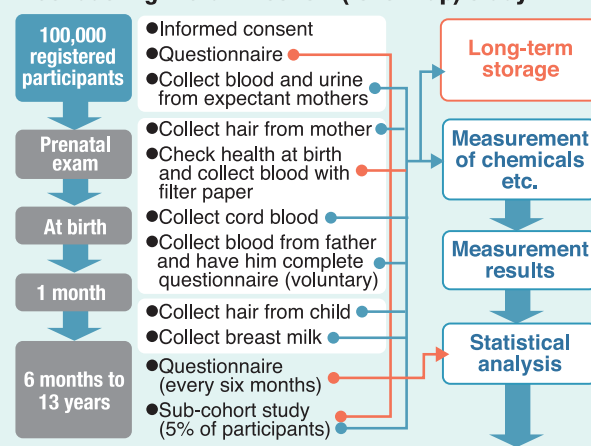 100,000
registered
participants
Prenatal
exam
At birth
1 month
6 months to
13 years
●Informed consent
●Questionnaire
●Collect blood and urine
from expectant mothers
●Collect hair from mother
●Check health at birth
and collect blood with
filter paper
●Collect cord blood
●Collect blood from father
and have him complete
questionnaire (voluntary)
●Collect hair from child
●Collect breast milk
●Questionnaire
(every six months)
●Sub-cohort study
(5% of participants)
Long-term
storage
Measurement
of chemicals
etc.
Measurement
results
Statistical
analysis